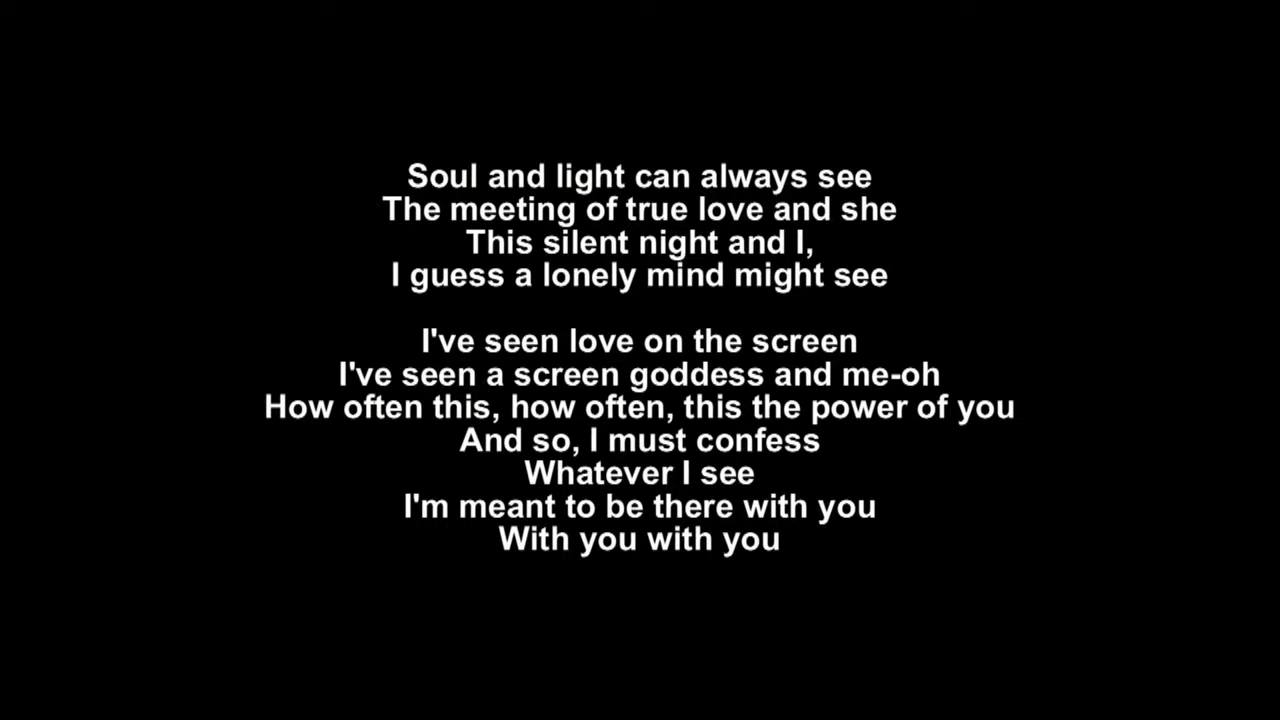 Soul and light can always see
The meeting of true love and she
This silent night and I,
I guess a lonely mind might see
I've seen love on the screen
I've seen a screen goddess and me-oh
How often this, how often, this the power of you
And so, I must confess
Whatever I see
I'm meant to be there with you
With you with you